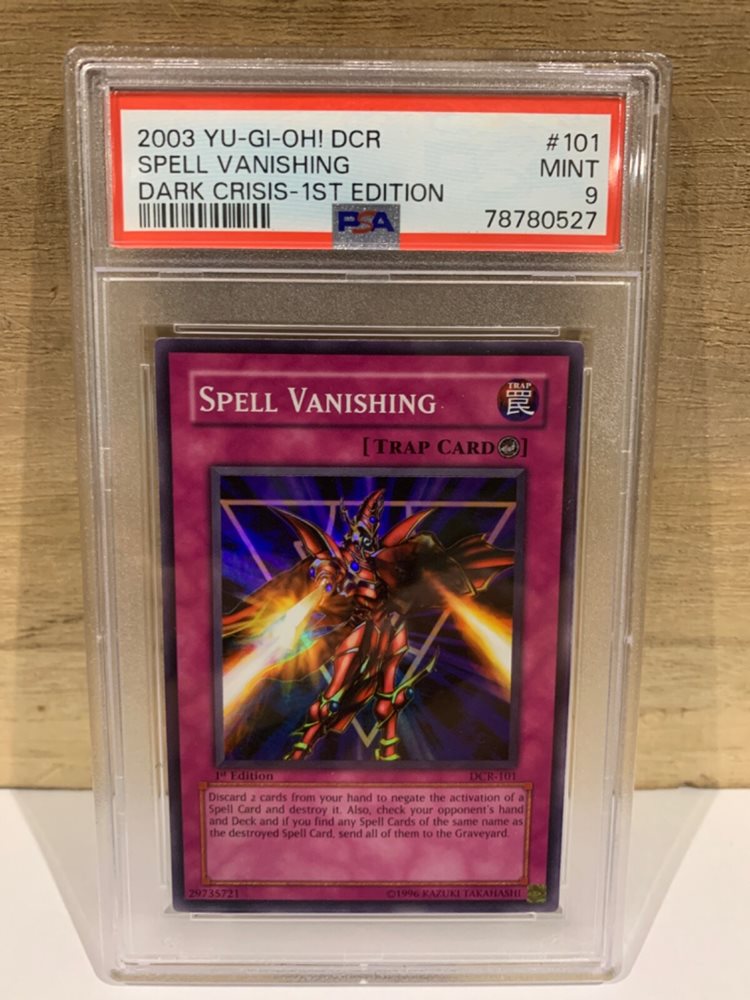 2003 YU-GI-OH! DCR #101
SPELL VANISHING MINT
DARK CRISIS-1ST EDITION 9
PSA 78780527
SPELL VANISHING
TRAP
罠
[TRAP CARD]
1st Edition DCR-101
Discard 2 cards from your hand to negate the activation of a
Spell Card and destroy it. Also, check your opponent's hand
and Deck and if you find any Spell Cards of the same name as
the destroyed Spell Card, send all of them to the Graveyard.
29735721 ©1996 KAZUKI TAKAHASHI